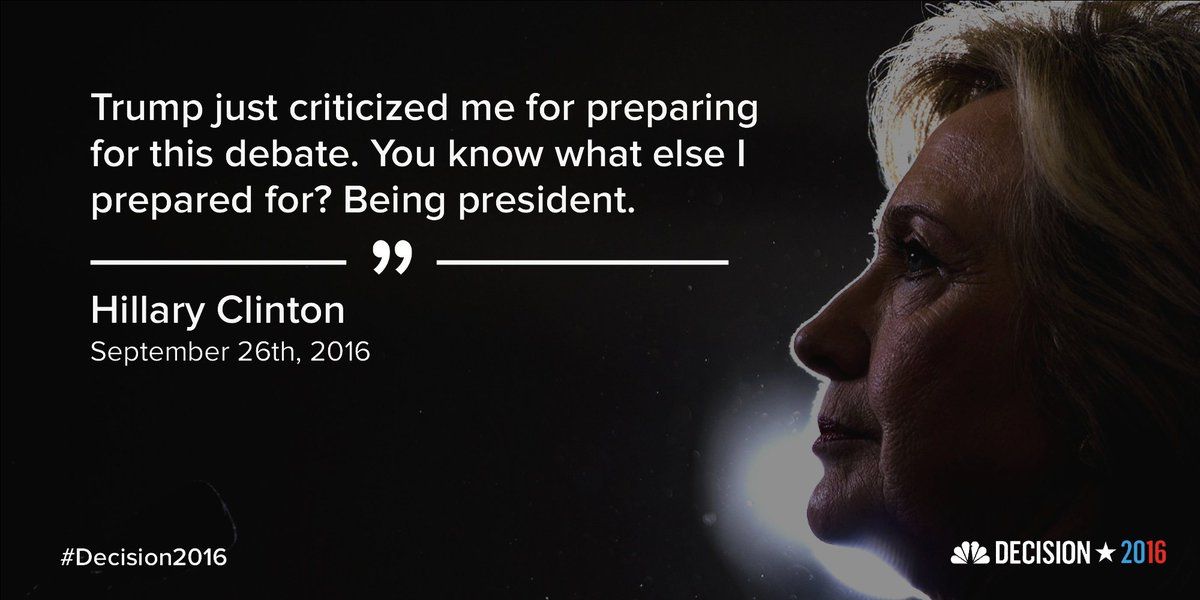 Trump just criticized me for preparing
for this debate. You know what else I
prepared for? Being president.
”
Hillary Clinton
September 26th, 2016
#Decision2016
DECISION ★ 2016